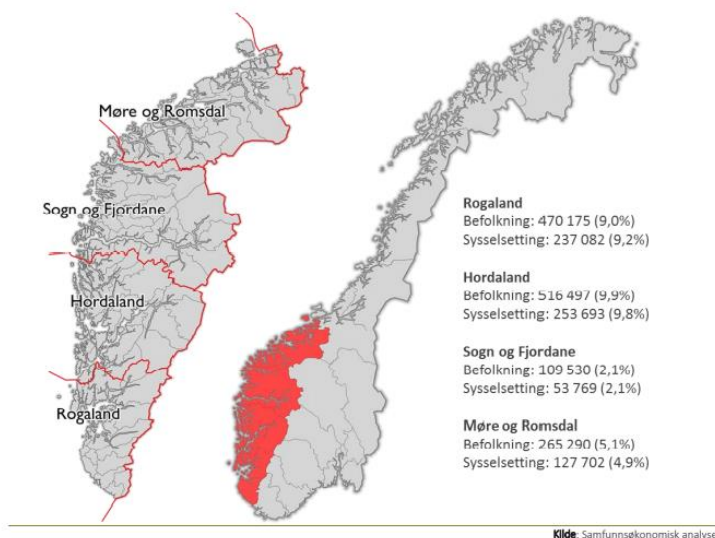 Møre og Romsdal
Sogn og Fjordane
Hordaland
Rogaland
Rogaland
Befolkning: 470 175 (9,0%)
Sysselsetting: 237 082 (9,2%)
Hordaland
Befolkning: 516 497 (9,9%)
Sysselsetting: 253 693 (9,8%)
Sogn og Fjordane
Befolkning: 109 530 (2,1%)
Sysselsetting: 53 769 (2,1%)
Møre og Romsdal
Befolkning: 265 290 (5,1%)
Sysselsetting: 127 702 (4,9%)
Kilde: Samfunnsøkonomisk analyse